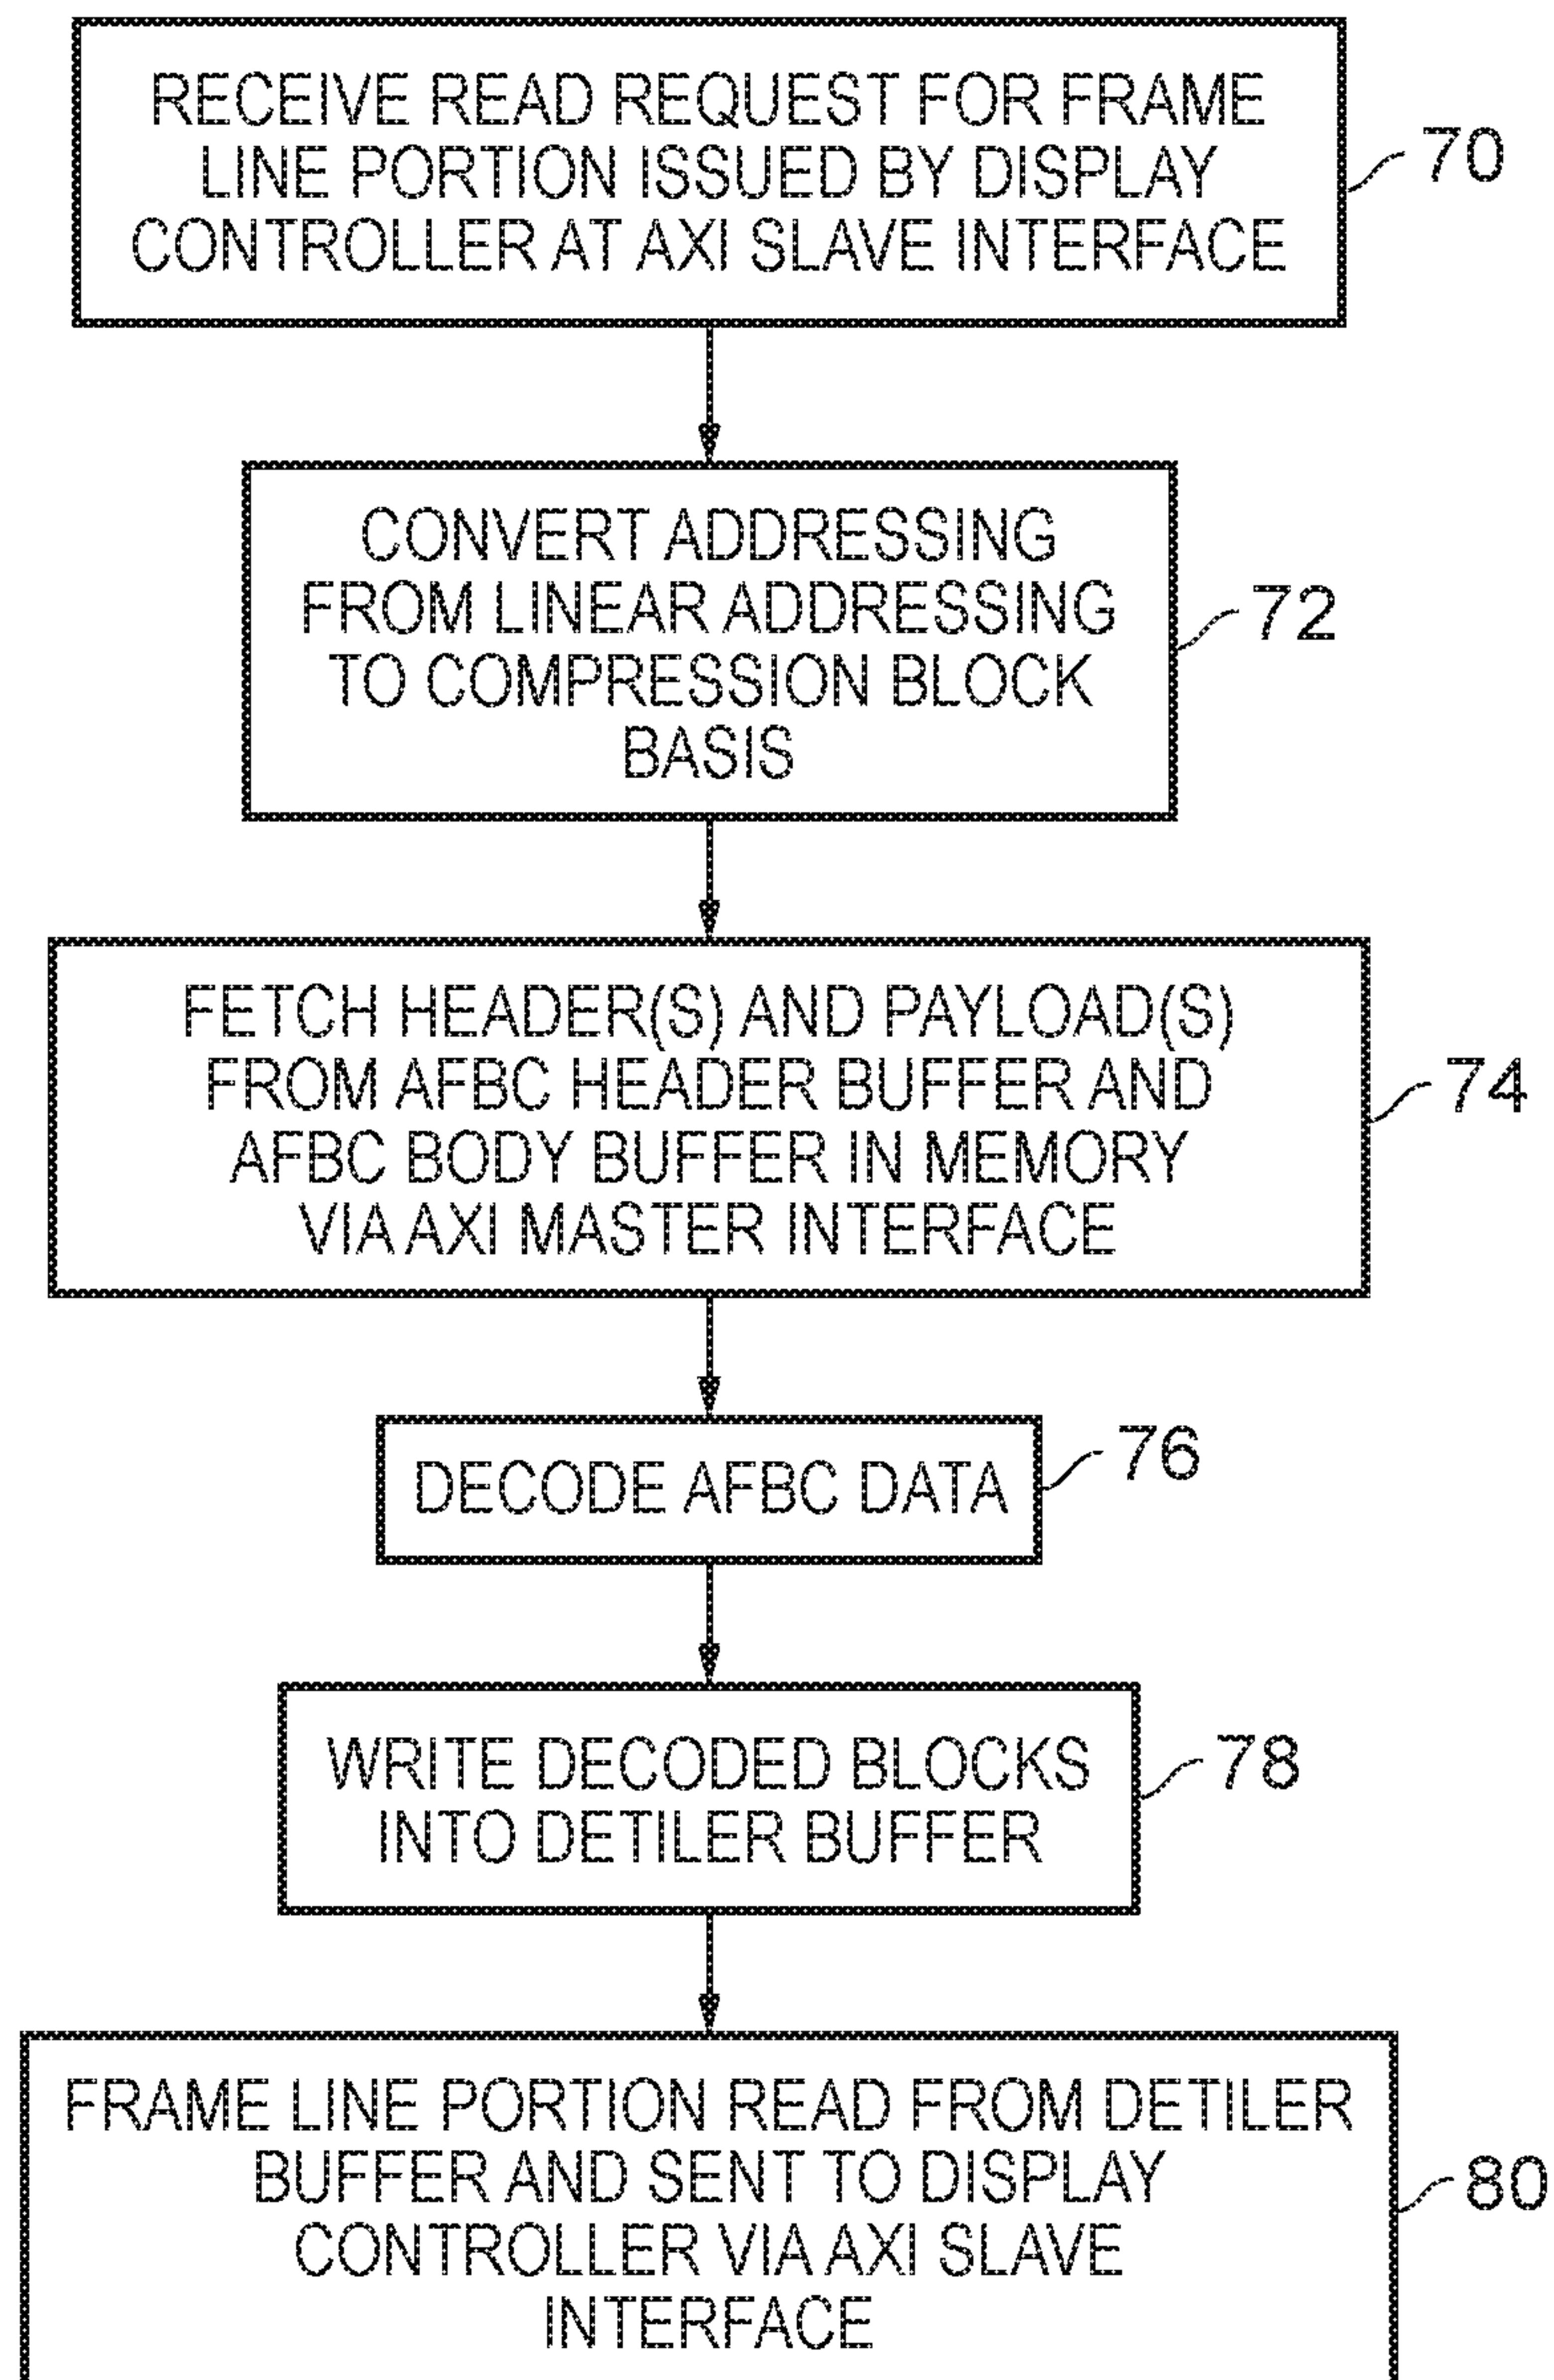 RECEIVE READ REQUEST FOR FRAME
LINE PORTION ISSUED BY DISPLAY
CONTROLLER AT AXI SLAVE INTERFACE
70
CONVERT ADDRESSING
FROM LINEAR ADDRESSING
TO COMPRESSION BLOCK
BASIS
72
FETCH HEADER(S) AND PAYLOAD(S)
FROM AFBC HEADER BUFFER AND
AFBC BODY BUFFER IN MEMORY
VIA AXI MASTER INTERFACE
74
DECODE AFBC DATA
76
WRITE DECODED BLOCKS
INTO DETILER BUFFER
78
FRAME LINE PORTION READ FROM DETILER
BUFFER AND SENT TO DISPLAY
CONTROLLER VIA AXI SLAVE
INTERFACE
80